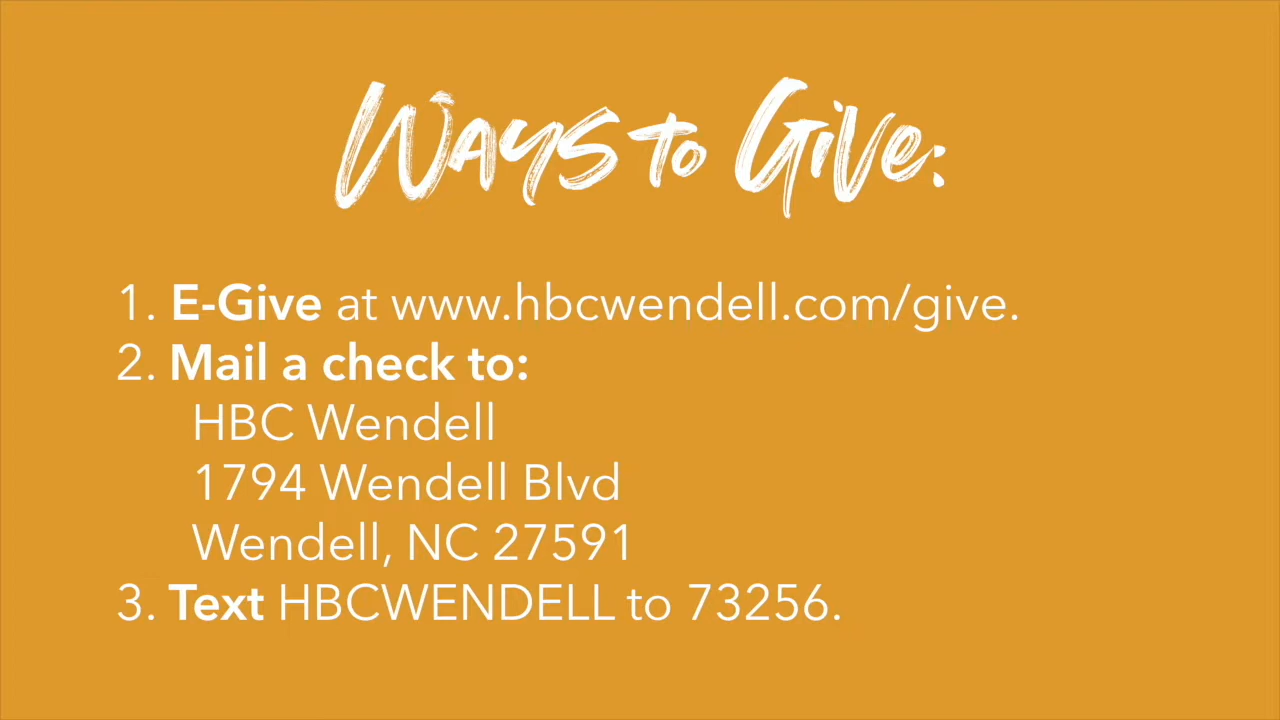 Ways to Give:
1. E-Give at www.hbcwendell.com/give.
2. Mail a check to:
HBC Wendell
1794 Wendell Blvd
Wendell, NC 27591
3. Text HBCWENDELL to 73256.